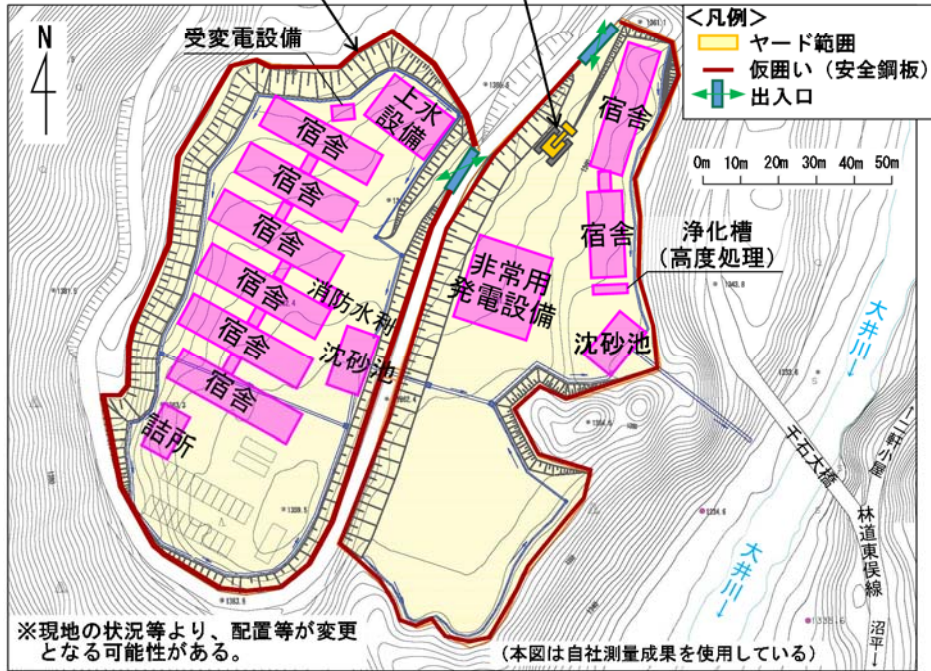 N
受変電設備
上水
設備
宿舎
宿舎
宿舎
宿舎
宿舎
宿舎
消防水利
沈砂池
詰所
宿舎
宿舎
非常用
発電設備
浄化槽
(高度処理)
沈砂池
<凡例>
ヤード範囲
仮囲い(安全鋼板)
出入口
0m 10m 20m 30m 40m 50m
大井川
千石大橋
林道東俣線
二軒小屋
沼平
大井川
※現地の状況等より、配置等が変更
となる可能性がある。
(本図は自社測量成果を使用している)